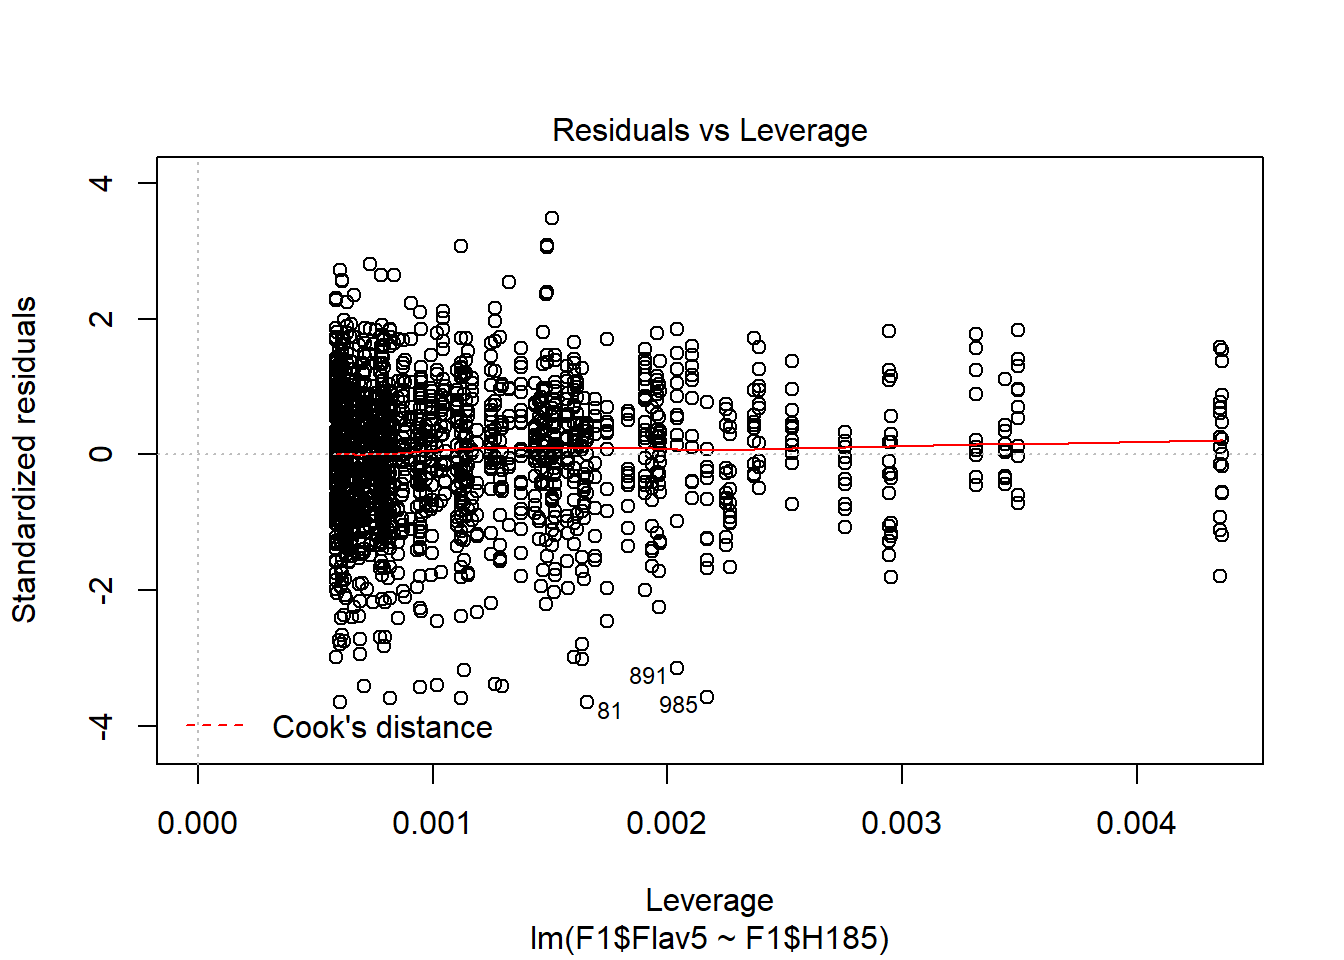 Residuals vs Leverage
Standardized residuals
4
2
0
-2
-4
891
985
81
Cook's distance
0.000 0.001 0.002 0.003 0.004
Leverage
lm(F1$Flav5 ~ F1$H185)